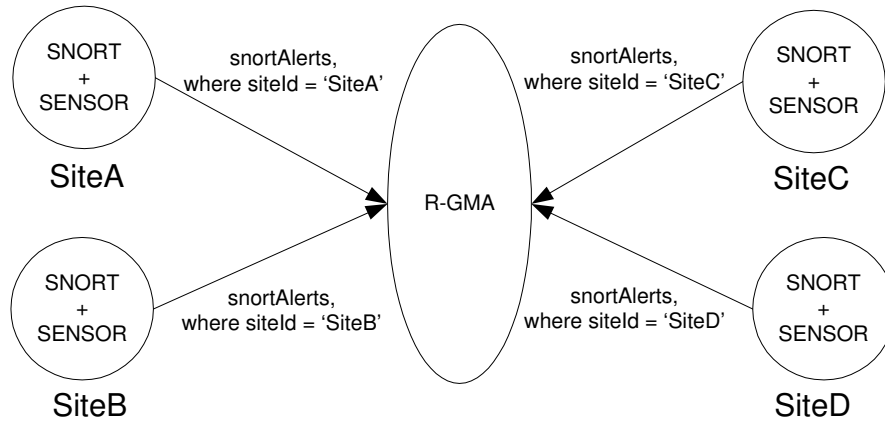 SNORT
+
SENSOR
SiteA
snortAlerts,
where siteId = ‘SiteA’
SNORT
+
SENSOR
SiteB
snortAlerts,
where siteId = ‘SiteB’
R-GMA
snortAlerts,
where siteId = ‘SiteC’
SNORT
+
SENSOR
SiteC
snortAlerts,
where siteId = ‘SiteD’
SNORT
+
SENSOR
SiteD